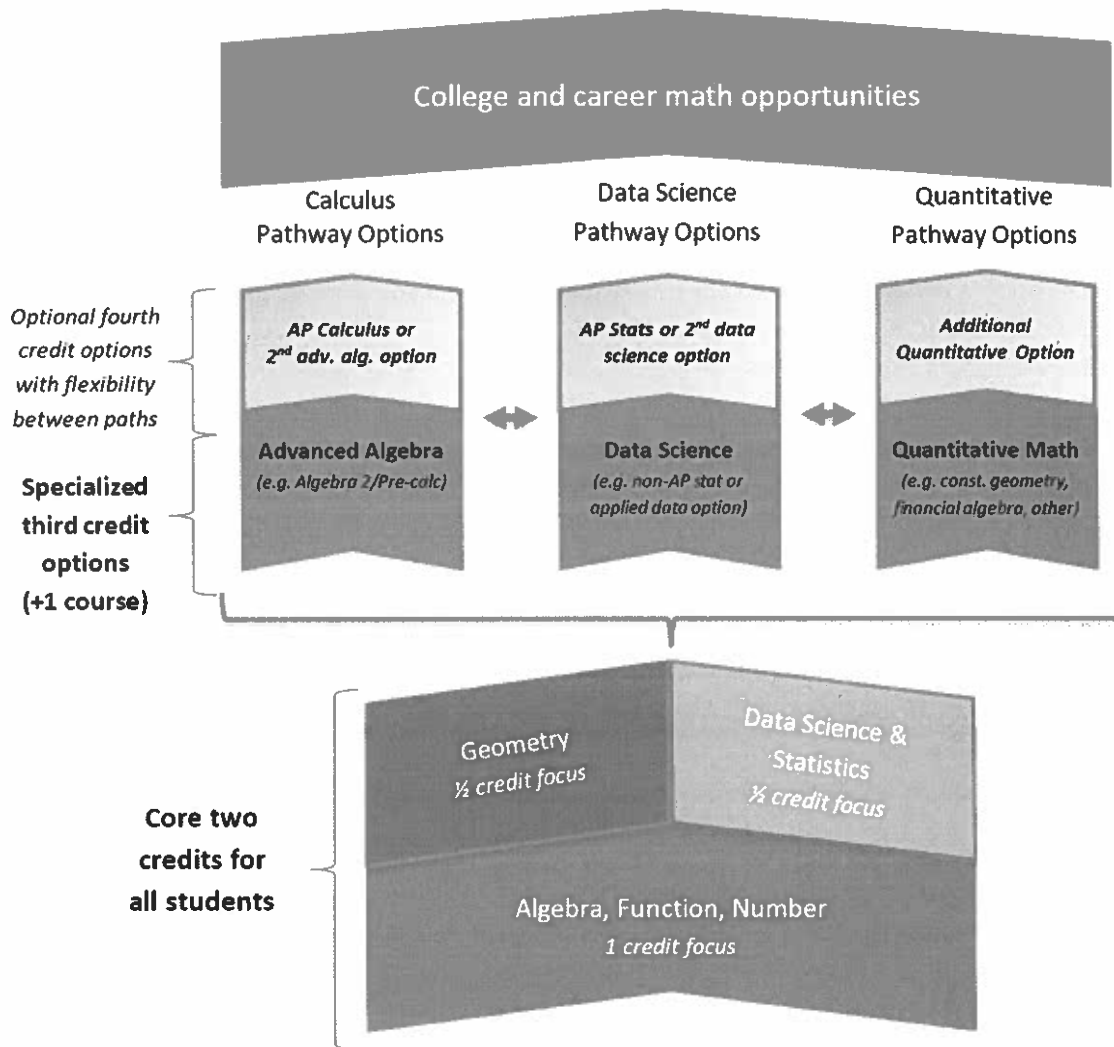 College and career math opportunities
Calculus
Pathway Options
Data Science
Pathway Options
Quantitative
Pathway Options
Optional fourth
credit options
with flexibility
between paths
AP Calculus or
2nd adv. alg. option
AP Stats or 2nd data
science option
Additional
Quantitative Option
Specialized
third credit
options
(+1 course)
Advanced Algebra
(e.g. Algebra 2/Pre-calc)
Data Science
(e.g. non-AP stat or
applied data option)
Quantitative Math
(e.g. const. geometry,
financial algebra, other)
Core two
credits for
all students
Geometry
½ credit focus
Data Science &
Statistics
½ credit focus
Algebra, Function, Number
1 credit focus